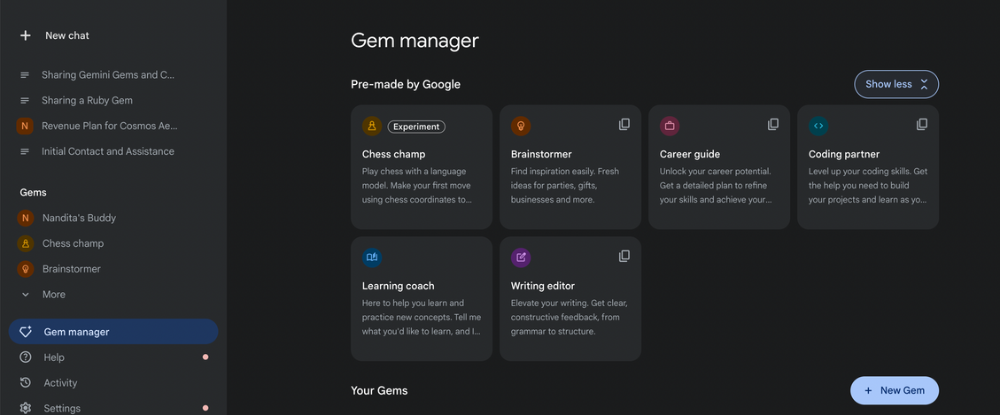 New chat
Sharing Gemini Gems and C...
Sharing a Ruby Gem
N Revenue Plan for Cosmos Ae...
Initial Contact and Assistance
Gems
N Nandita's Buddy
Chess champ
Brainstormer
More
Gem manager
Help
Activity
Settings
Gem manager
Pre-made by Google
Show less
Experiment
Chess champ
Play chess with a language
model. Make your first move
using chess coordinates to...
Brainstormer
Find inspiration easily. Fresh
ideas for parties, gifts,
businesses and more.
Career guide
Unlock your career potential.
Get a detailed plan to refine
your skills and achieve your...
Coding partner
Level up your coding skills. Get
the help you need to build
your projects and learn as yo...
Learning coach
Here to help you learn and
practice new concepts. Tell me
what you'd like to learn, and I...
Writing editor
Elevate your writing. Get clear,
constructive feedback, from
grammar to structure.
Your Gems
+ New Gem